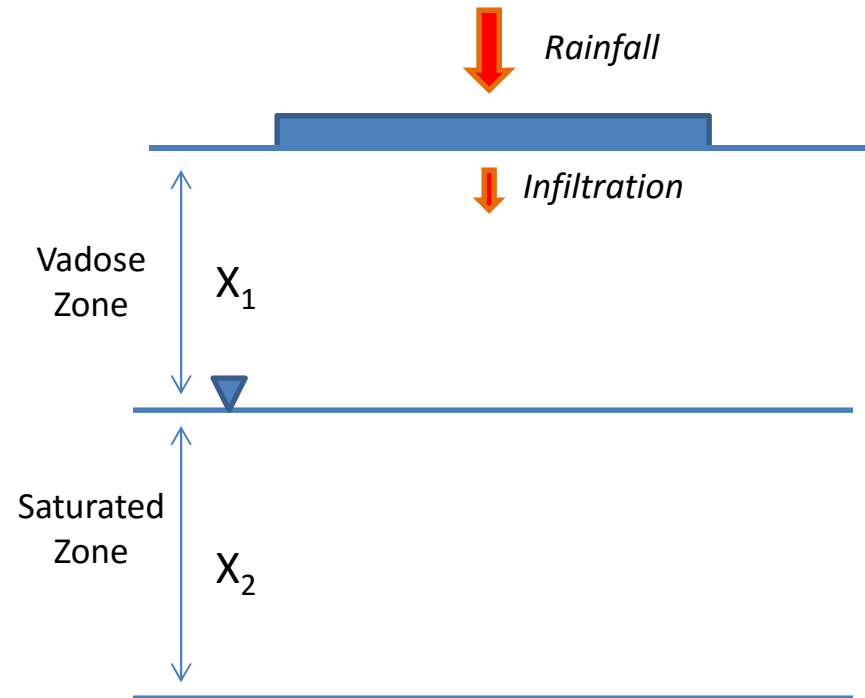 Rainfall
Infiltration
Vadose
Zone
X₁
Saturated
Zone
X₂